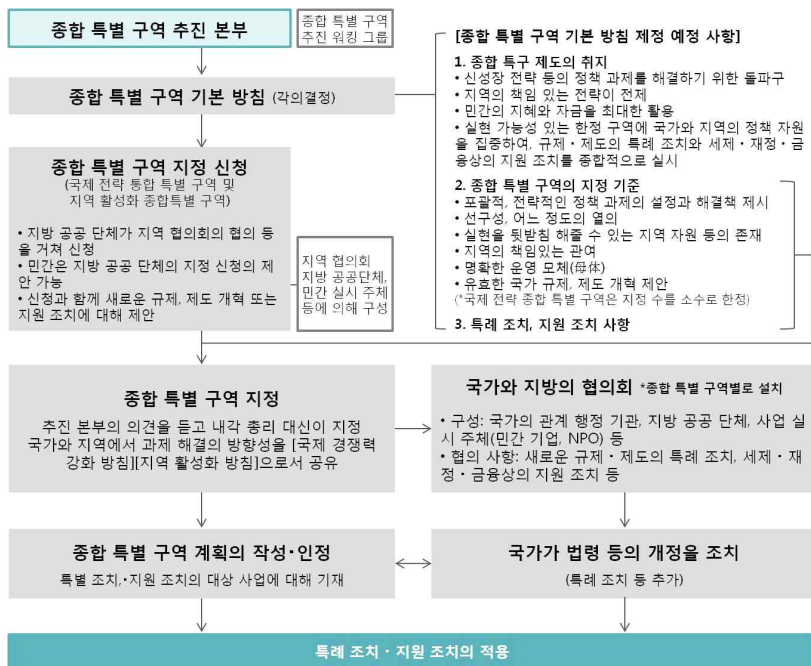 종합 특별 구역 추진 본부
종합 특별 구역
추진 워킹 그룹
종합 특별 구역 기본 방침 (각의결정)
종합 특별 구역 지정 신청
(국제 전략 통합 특별 구역 및
지역 활성화 종합특별 구역)
• 지방 공공 단체가 지역 협의회의 협의 등
을 거쳐 신청
• 민간은 지방 공공 단체의 지정 신청의 제
안 가능
• 신청과 함께 새로운 규제, 제도 개혁 또는
지원 조치에 대해 제안
지역 협의회
지방 공공단체,
민간 실시 주체
등에 의해 구성
[종합 특별 구역 기본 방침 제정 예정 사항]
1. 종합 특구 제도의 취지
• 신성장 전략 등의 정책 과제를 해결하기 위한 돌파구
• 지역의 책임 있는 전략이 전제
• 민간의 지혜와 자금을 최대한 활용
• 실현 가능성 있는 한정 구역에 국가와 지역의 정책 자원
을 집중하여, 규제・제도의 특례 조치와 세제・재정・금
융상의 지원 조치를 종합적으로 실시
2. 종합 특별 구역의 지정 기준
• 포괄적, 전략적인 정책 과제의 설정과 해결책 제시
• 선구성, 어느 정도의 열의
• 실현을 뒷받침 해줄 수 있는 지역 자원 등의 존재
• 지역의 책임있는 관여
• 명확한 운영 모체(母体)
• 유효한 국가 규제, 제도 개혁 제안
(*국제 전략 종합 특별 구역은 지정 수를 소수로 한정)
3. 특례 조치, 지원 조치 사항
종합 특별 구역 지정
추진 본부의 의견을 듣고 내각 총리 대신이 지정
국가와 지역에서 과제 해결의 방향성을 [국제 경쟁력
강화 방침][지역 활성화 방침]으로서 공유
국가와 지방의 협의회 *종합 특별 구역별로 설치
• 구성: 국가의 관계 행정 기관, 지방 공공 단체, 사업 실
시 주체(민간 기업, NPO) 등
• 협의 사항: 새로운 규제・제도의 특례 조치, 세제・재
정・금융상의 지원 조치 등
종합 특별 구역 계획의 작성・인정
특별 조치,・지원 조치의 대상 사업에 대해 기재
국가가 법령 등의 개정을 조치
(특례 조치 등 추가)
특례 조치・지원 조치의 적용